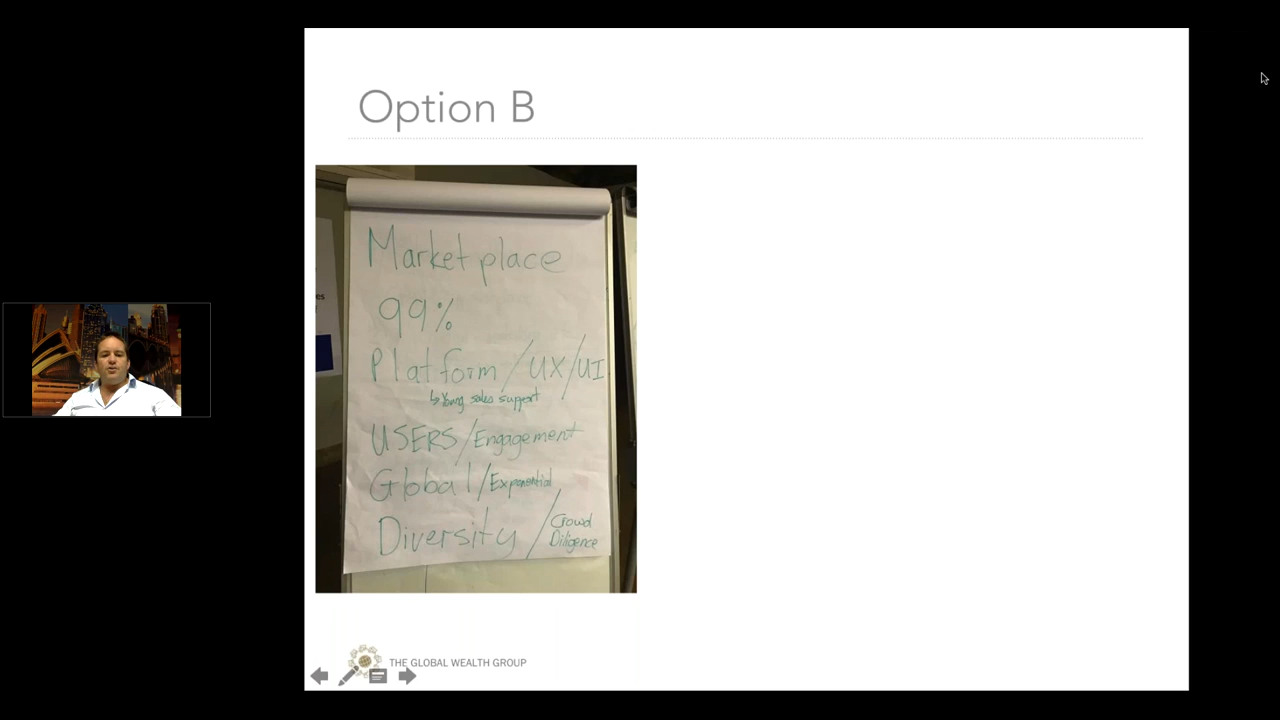 Option B
Market place
99%
Platform / UX/UI
↳ Young sales support
USERS / Engagement
Global / Exponential
Diversity / Crowd
Diligence
es
THE GLOBAL WEALTH GROUP